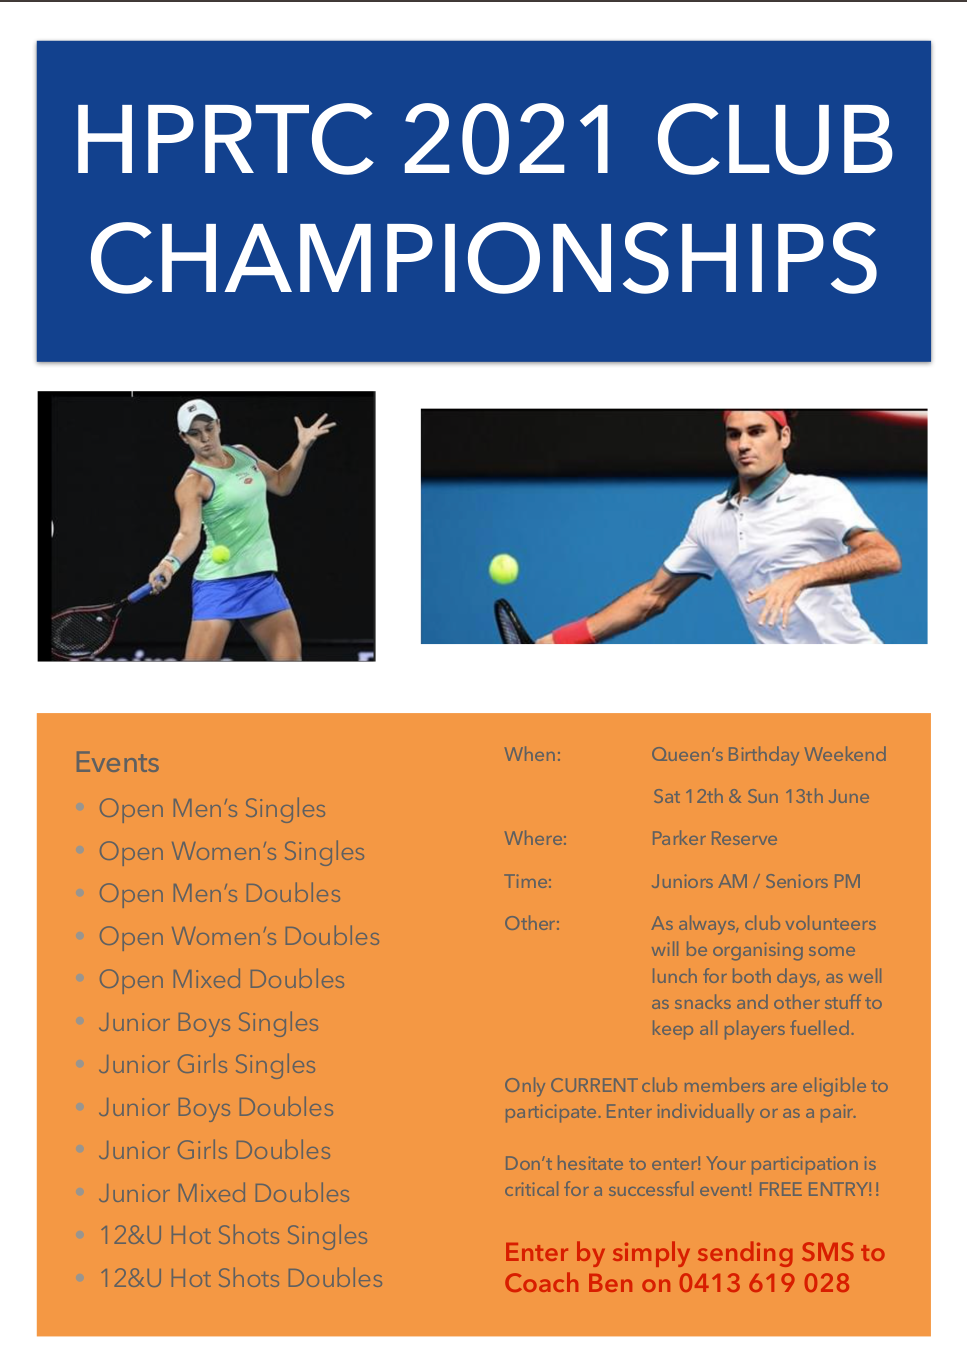 HPRTC 2021 CLUB
CHAMPIONSHIPS
Events
• Open Men’s Singles
• Open Women’s Singles
• Open Men’s Doubles
• Open Women’s Doubles
• Open Mixed Doubles
• Junior Boys Singles
• Junior Girls Singles
• Junior Boys Doubles
• Junior Girls Doubles
• Junior Mixed Doubles
• 12&U Hot Shots Singles
• 12&U Hot Shots Doubles
When: Queen’s Birthday Weekend
Sat 12th & Sun 13th June
Where: Parker Reserve
Time: Juniors AM / Seniors PM
Other: As always, club volunteers
will be organising some
lunch for both days, as well
as snacks and other stuff to
keep all players fuelled.
Only CURRENT club members are eligible to
participate. Enter individually or as a pair.
Don’t hesitate to enter! Your participation is
critical for a successful event! FREE ENTRY!!
Enter by simply sending SMS to
Coach Ben on 0413 619 028